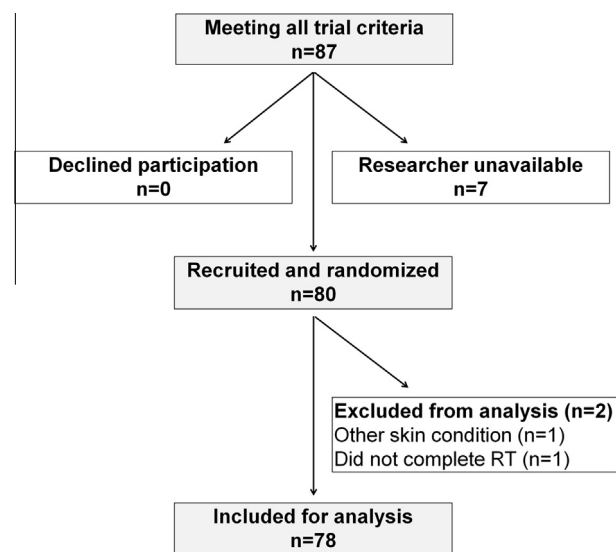 Meeting all trial criteria
n=87
Declined participation
n=0
Researcher unavailable
n=7
Recruited and randomized
n=80
Excluded from analysis (n=2)
Other skin condition (n=1)
Did not complete RT (n=1)
Included for analysis
n=78